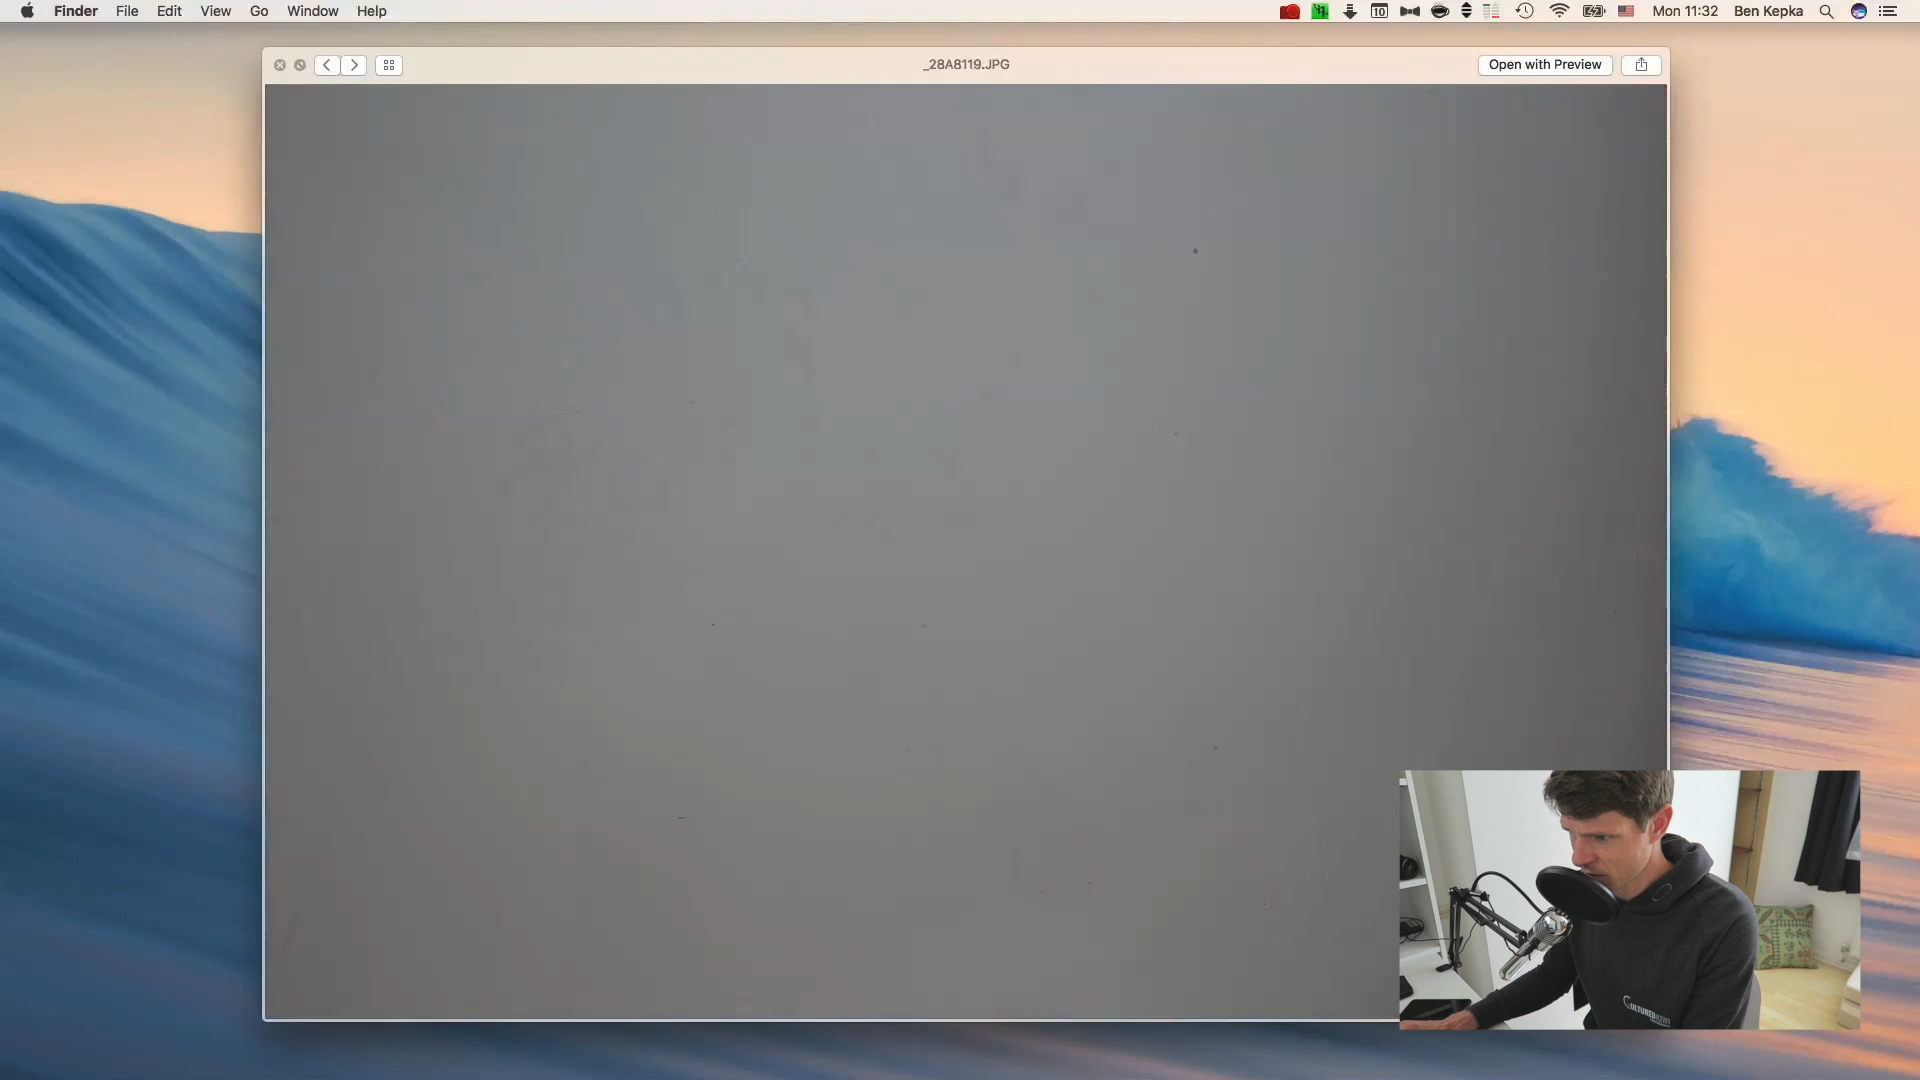 Finder File Edit View Go Window Help
10 Mon 11:32 Ben Kepka
_28A8119.JPG
Open with Preview